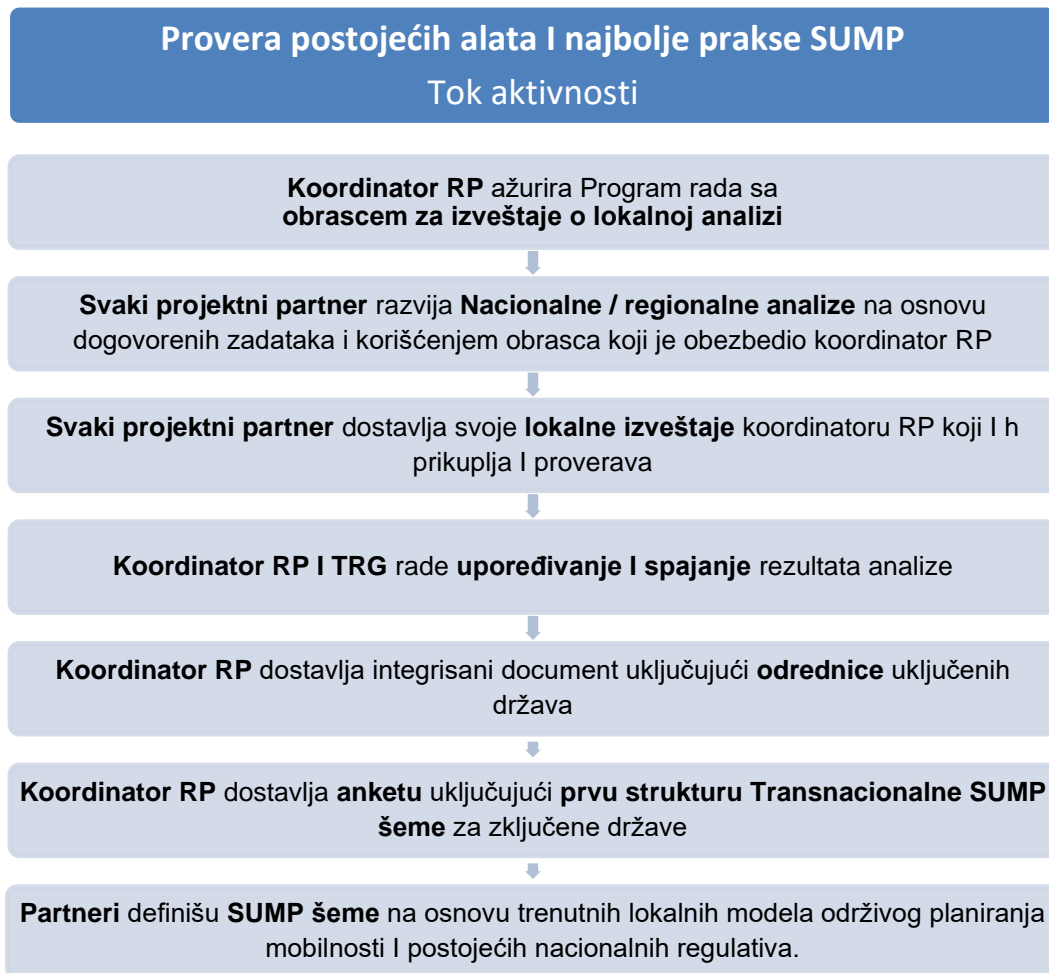 Provera postojećih alata I najbolje prakse SUMP
Tok aktivnosti
Koordinator RP ažurira Program rada sa
obrascem za izveštaje o lokalnoj analizi
Svaki projektni partner razvija Nacionalne / regionalne analize na osnovu
dogovorenih zadataka i korišćenjem obrasca koji je obezbedio koordinator RP
Svaki projektni partner dostavlja svoje lokalne izveštaje koordinatoru RP koji I h
prikuplja I proverava
Koordinator RP I TRG rade upoređivanje I spajanje rezultata analize
Koordinator RP dostavlja integrisani document uključujući odrednice uključenih
država
Koordinator RP dostavlja anketu uključujući prvu strukturu Transnacionalne SUMP
šeme za zključene države
Partneri definišu SUMP šeme na osnovu trenutnih lokalnih modela održivog planiranja
mobilnosti I postojećih nacionalnih regulativa.